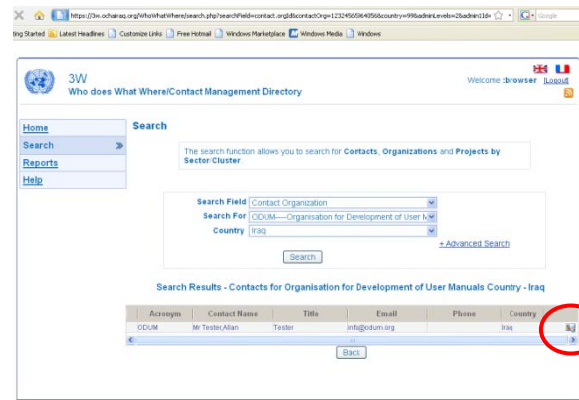 https://3w.ochairaq.org/WhoWhatWhere/search.php?searchField=contact.orgId&contactOrg=12324565964056&country=99&adminLevels=2&adminl1Id=
Google
ting Started Latest Headlines Customize Links Free Hotmail Windows Marketplace Windows Media Windows
3W
Who does What Where/Contact Management Directory
Welcome :browser [Logout]
Home
Search
Reports
Help
Search
The search function allows you to search for Contacts, Organizations and Projects by
Sector/Cluster
Search Field Contact Organization
Search For ODUM----Organisation for Development of User M
Country Iraq
+ Advanced Search
Search
Search Results - Contacts for Organisation for Development of User Manuals Country - Iraq
Acronym Contact Name Title Email Phone Country
ODUM Mr Tester,Allan Tester info@odum.org Iraq
Back